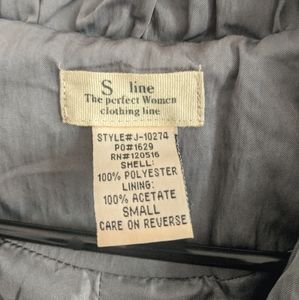 S line
The perfect Women
clothing line
STYLE#J-10274
PO#1629
RN#120516
SHELL:
100% POLYESTER
LINING:
100% ACETATE
SMALL
CARE ON REVERSE